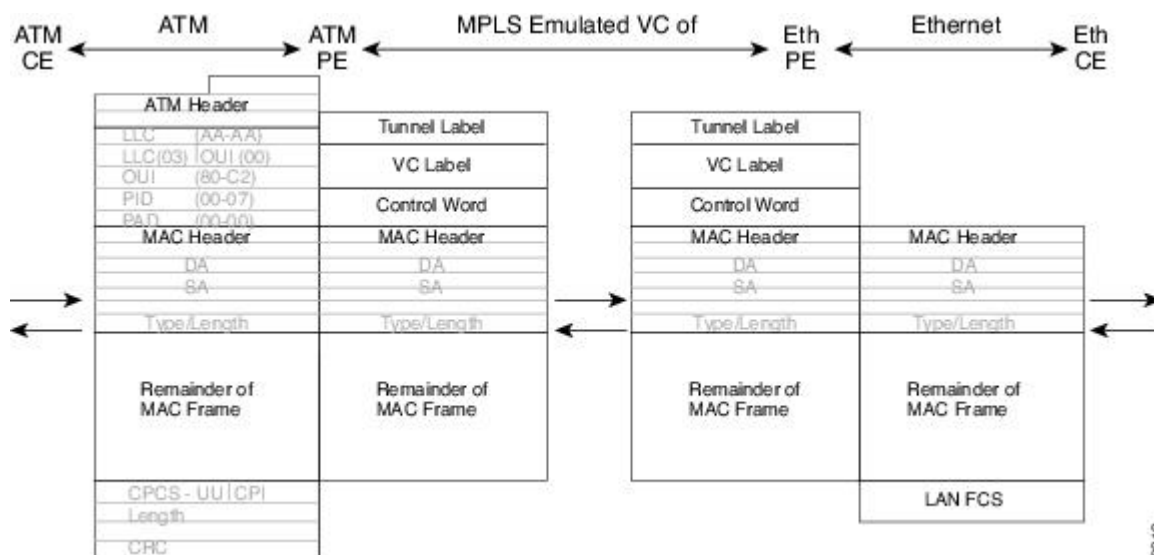 ATM CE
ATM
ATM PE
MPLS Emulated VC of
Eth PE
Ethernet
Eth CE
ATM Header
LLC (AA-AA)
LLC(03) | OUI (00)
OUI (80-C2)
PID (00-07)
PAD (00-00)
MAC Header
DA
SA
Type/Length
Remainder of
MAC Frame
CPCS - UU | CPI
Length
CRC
Tunnel Label
VC Label
Control Word
MAC Header
DA
SA
Type/Length
Remainder of
MAC Frame
Tunnel Label
VC Label
Control Word
MAC Header
DA
SA
Type/Length
Remainder of
MAC Frame
MAC Header
DA
SA
Type/Length
Remainder of
MAC Frame
LAN FCS